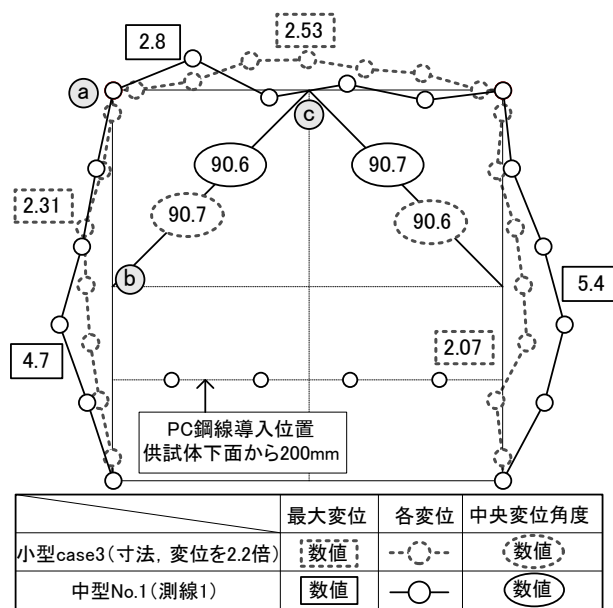 2.53
2.8
a
c
90.6
90.7
90.7
90.6
2.31
b
5.4
4.7
2.07
PC鋼線導入位置
供試体下面から200mm
最大変位 各変位 中央変位角度
小型case3(寸法，変位を2.2倍) 数値 数値
中型No.1(測線1) 数値 数値